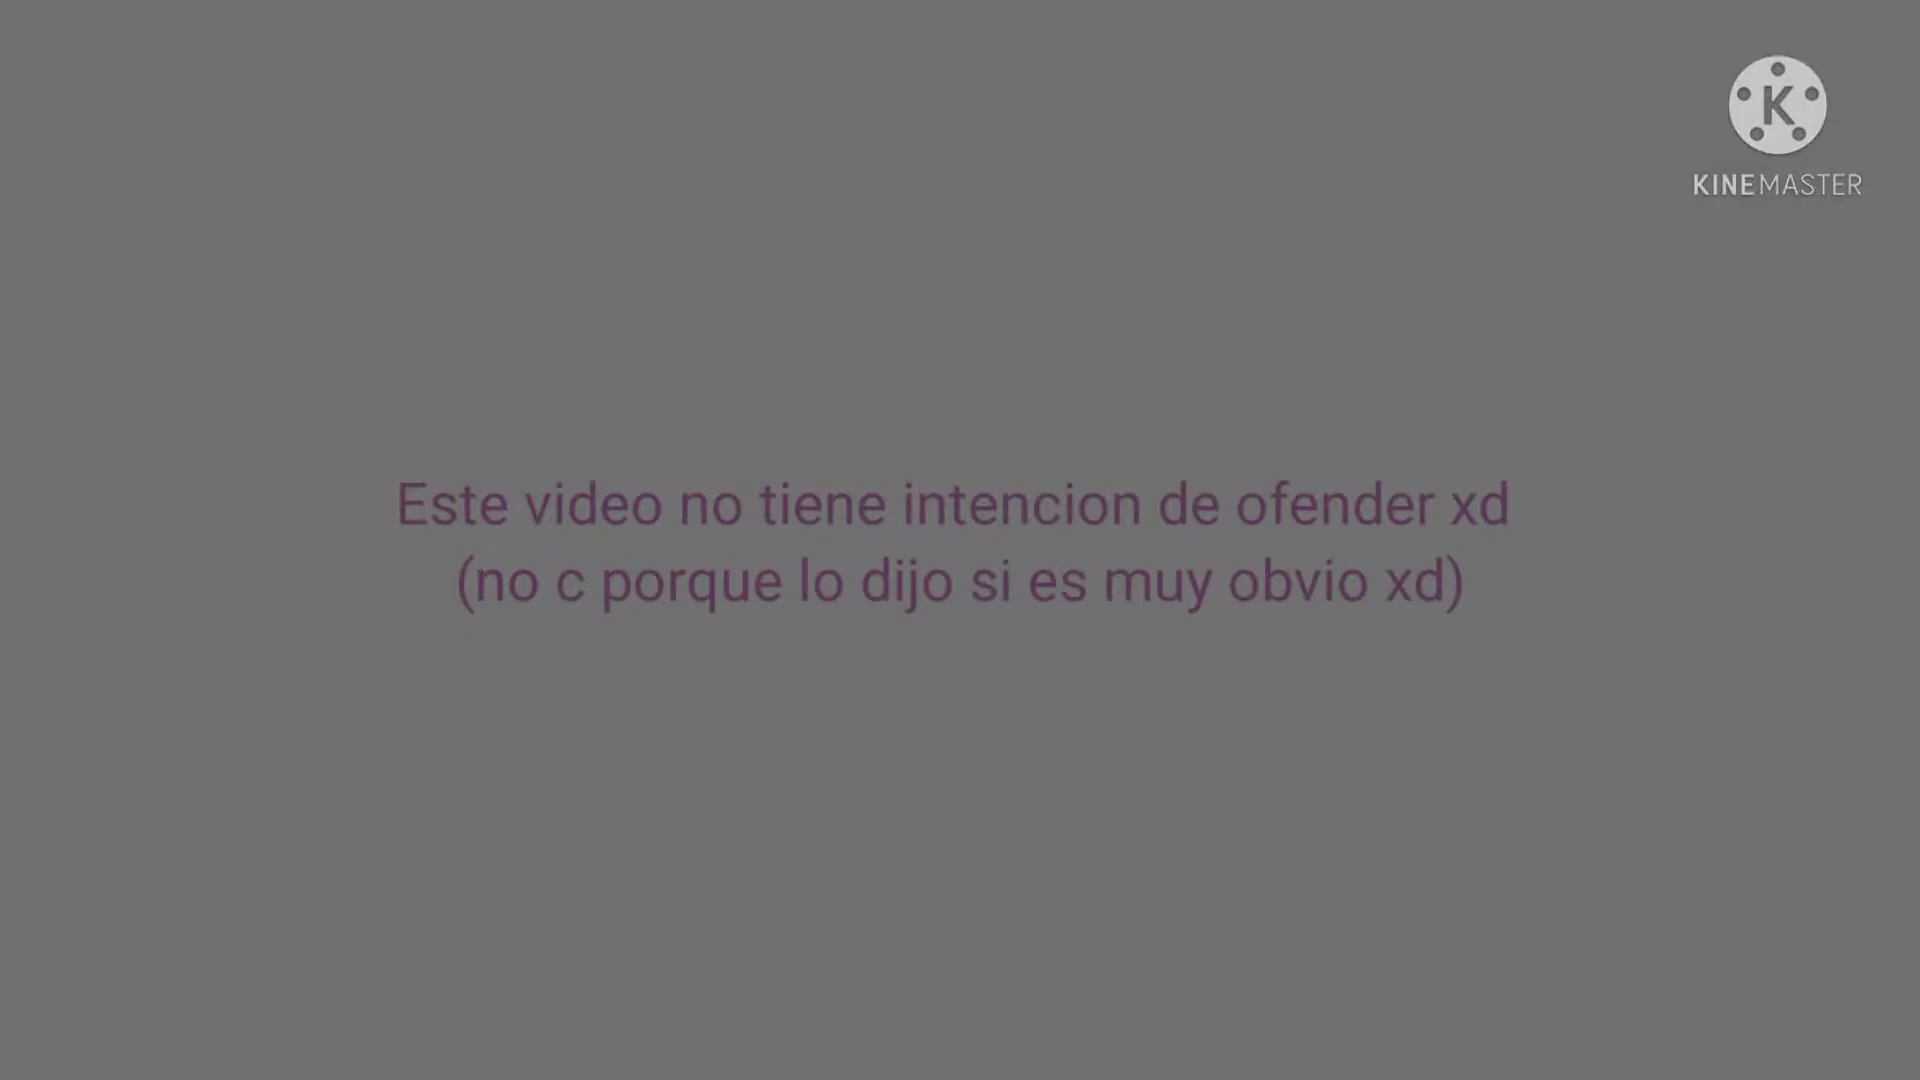 K
KINEMASTER
Este video no tiene intencion de ofender xd
(no c porque lo dijo si es muy obvio xd)